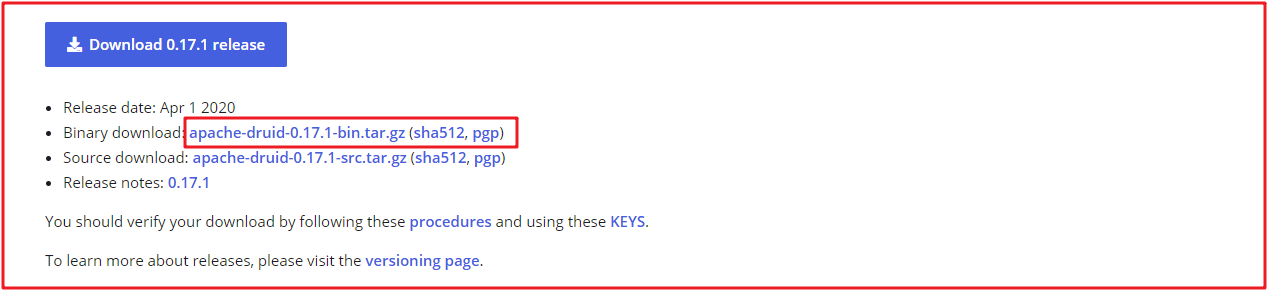 Download 0.17.1 release
Release date: Apr 1 2020
Binary download: apache-druid-0.17.1-bin.tar.gz (sha512, pgp)
Source download: apache-druid-0.17.1-src.tar.gz (sha512, pgp)
Release notes: 0.17.1
You should verify your download by following these procedures and using these KEYS.
To learn more about releases, please visit the versioning page.